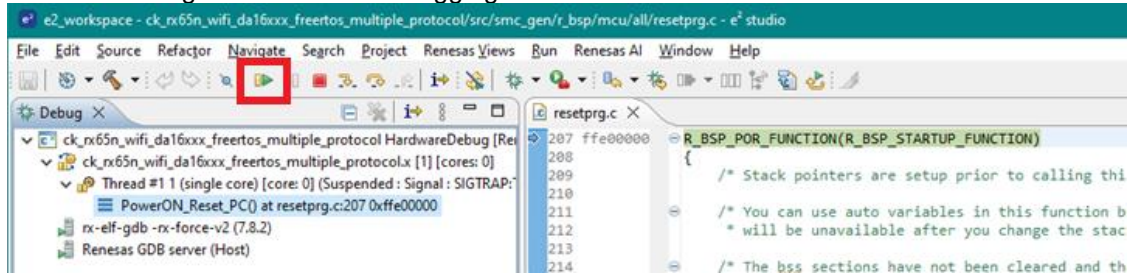 e2_workspace - ck_rx65n_wifi_da16xxx_freertos_multiple_protocol/src/smc_gen/r_bsp/mcu/all/resetprg.c - e² studio
File Edit Source Refactor Navigate Search Project Renesas Views Run Renesas AI Window Help
Debug
resetprg.c
ck_rx65n_wifi_da16xxx_freertos_multiple_protocol HardwareDebug [Re
207 ffe00000 R_BSP_POR_FUNCTION(R_BSP_STARTUP_FUNCTION)
ck_rx65n_wifi_da16xxx_freertos_multiple_protocol.x [1] [cores: 0]
208 {
Thread #1 1 (single core) [core: 0] (Suspended : Signal : SIGTRAP:
209 /* Stack pointers are setup prior to calling thi
210
PowerON_Reset_PC() at resetprg.c:207 0xffe00000
211 /* You can use auto variables in this function b
rx-elf-gdb -rx-force-v2 (7.8.2)
212 * will be unavailable after you change the stac
Renesas GDB server (Host)
213
214 /* The bss sections have not been cleared and th